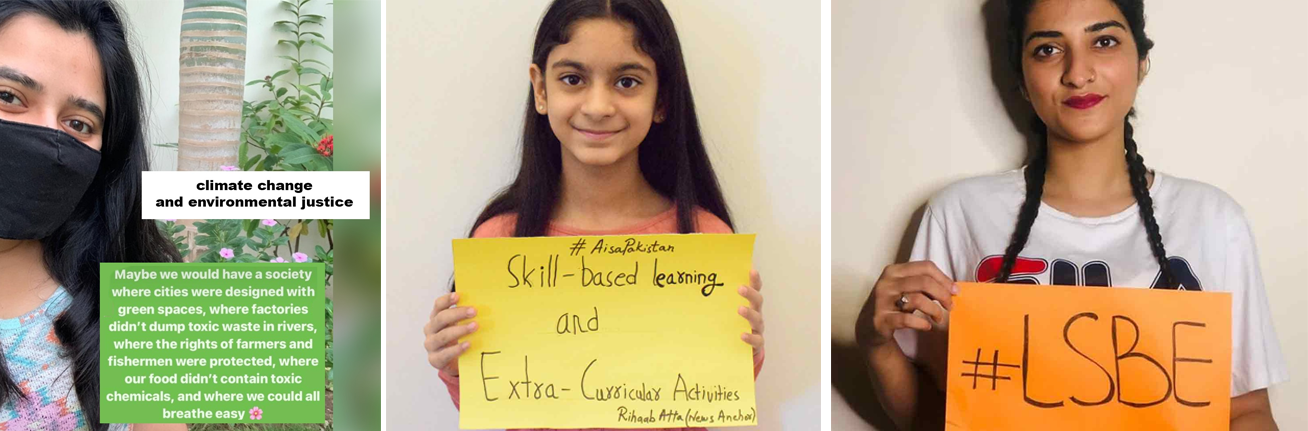 climate change
and environmental justice
Maybe we would have a society
where cities were designed with
green spaces, where factories
didn't dump toxic waste in rivers,
where the rights of farmers and
fishermen were protected, where
our food didn't contain toxic
chemicals, and where we could all
breathe easy 🌸
# AisaPakistan
Skill-based learning
and
Extra-Curricular Activities
Rihaab Atta (News Anchor)
FILA
#LSBE